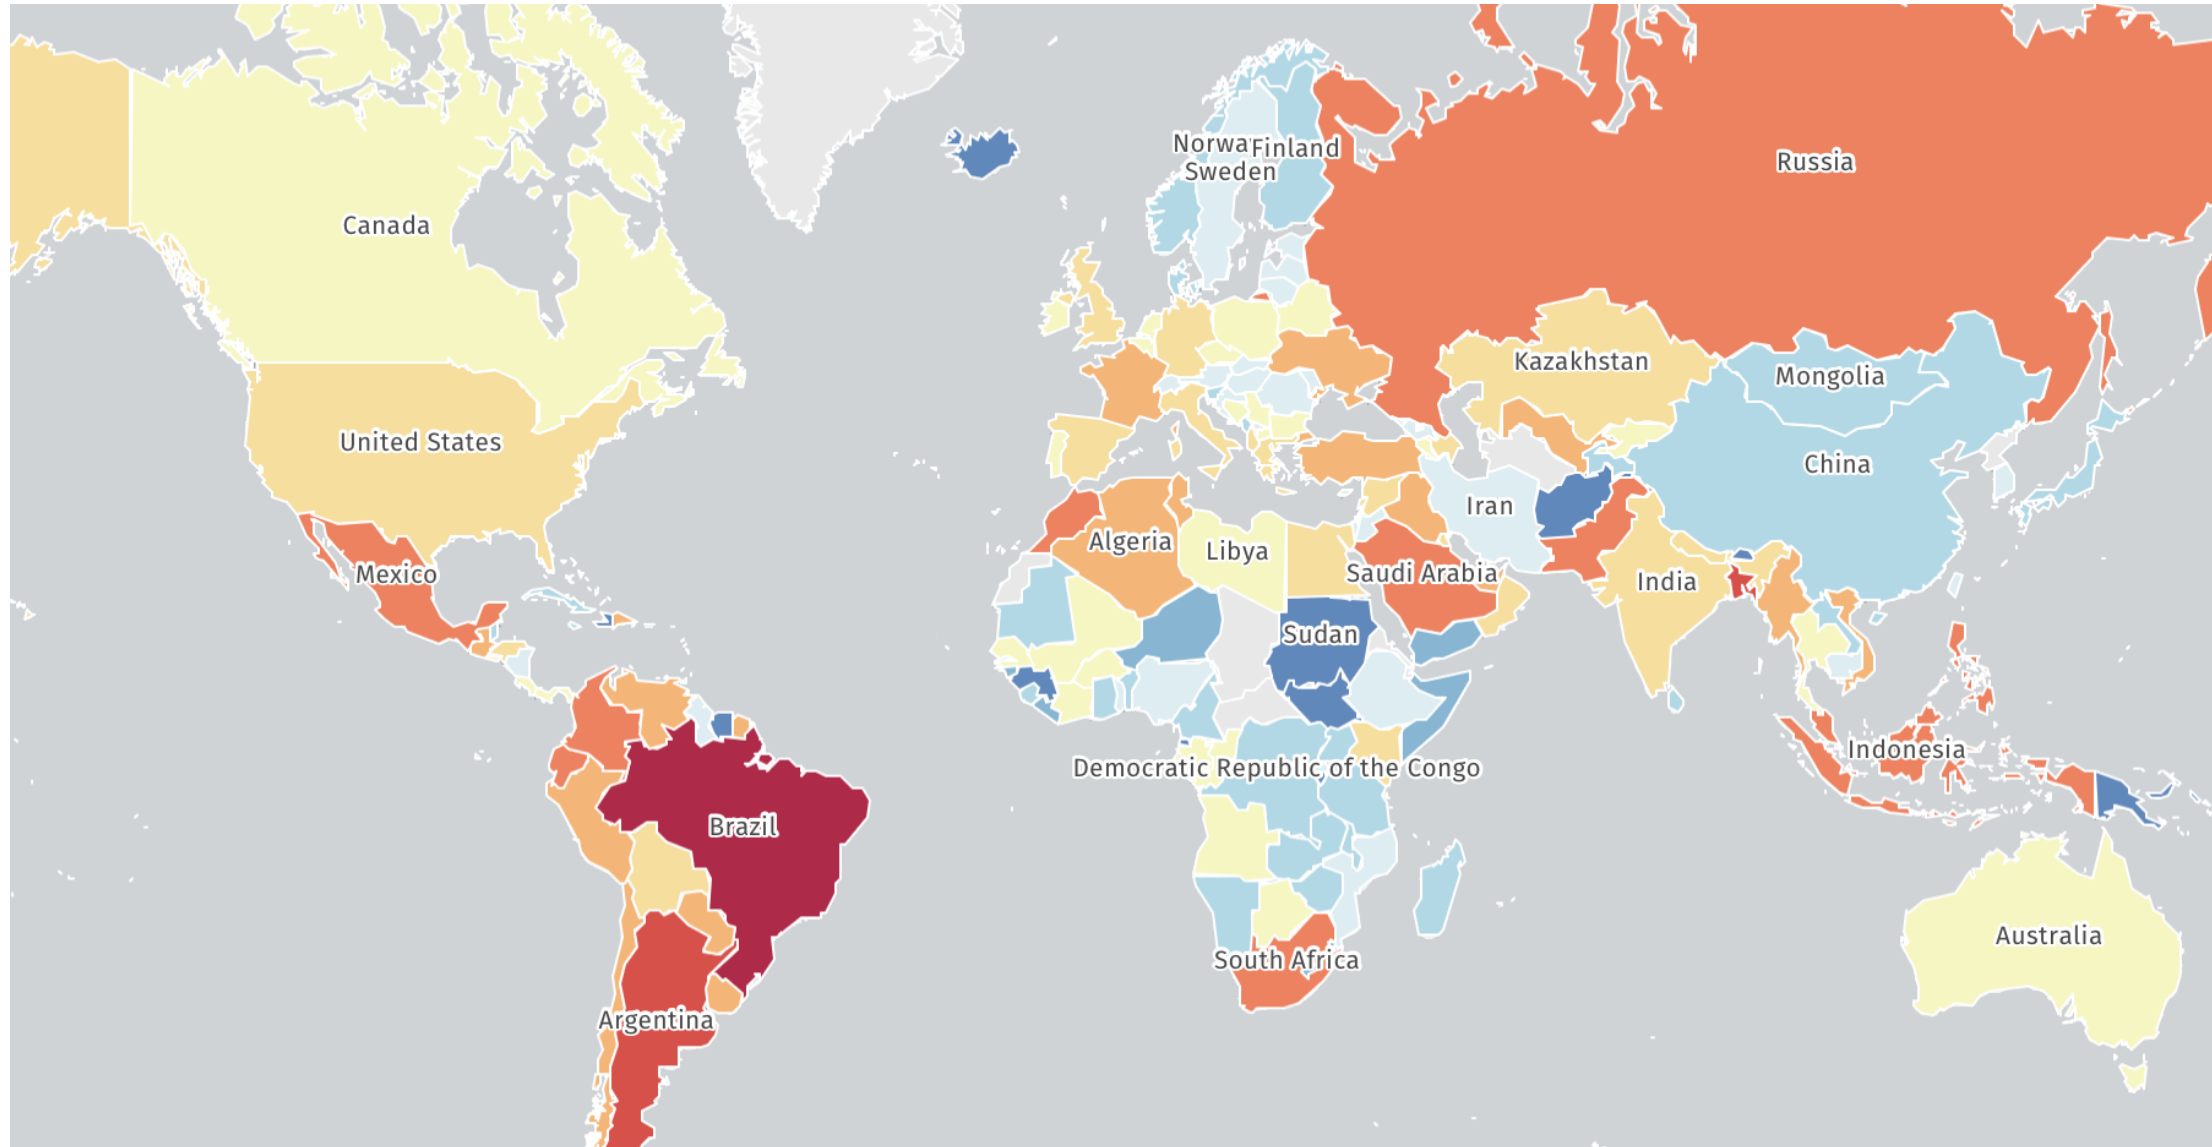 Norwa
Finland
Sweden
Russia
Canada
Kazakhstan
Mongolia
United States
China
Iran
Algeria
Libya
Mexico
Saudi Arabia
India
Sudan
Indonesia
Democratic Republic of the Congo
Brazil
Australia
South Africa
Argentina